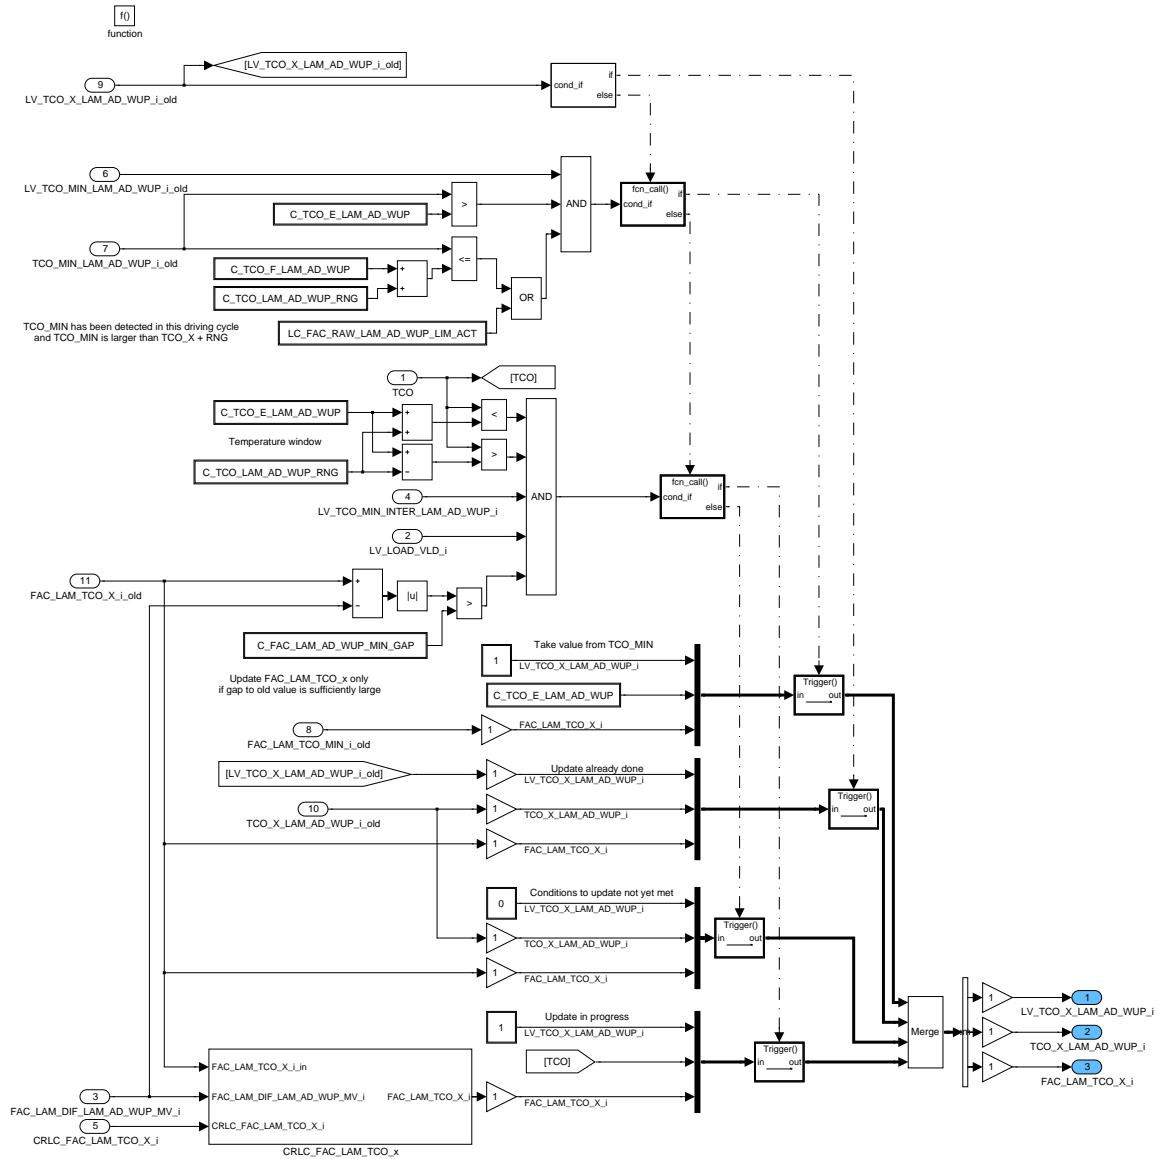 f()
function
[LV_TCO_X_LAM_AD_WUP_i_old]
9
LV_TCO_X_LAM_AD_WUP_i_old
cond_if
if
else
6
LV_TCO_MIN_LAM_AD_WUP_i_old
C_TCO_E_LAM_AD_WUP
>
AND
fcn_call()
cond_if
if
else
7
TCO_MIN_LAM_AD_WUP_i_old
C_TCO_F_LAM_AD_WUP
C_TCO_LAM_AD_WUP_RNG
+
+
<=
OR
LC_FAC_RAW_LAM_AD_WUP_LIM_ACT
TCO_MIN has been detected in this driving cycle
and TCO_MIN is larger than TCO_X + RNG
1
TCO
[TCO]
C_TCO_E_LAM_AD_WUP
Temperature window
C_TCO_LAM_AD_WUP_RNG
+
+
+
−
<
>
AND
fcn_call()
cond_if
if
else
4
LV_TCO_MIN_INTER_LAM_AD_WUP_i
2
LV_LOAD_VLD_i
11
FAC_LAM_TCO_X_i_old
+
−
|u|
>
C_FAC_LAM_AD_WUP_MIN_GAP
Update FAC_LAM_TCO_x only
if gap to old value is sufficiently large
Take value from TCO_MIN
1
LV_TCO_X_LAM_AD_WUP_i
C_TCO_E_LAM_AD_WUP
8
FAC_LAM_TCO_MIN_i_old
1
FAC_LAM_TCO_X_i
Trigger()
in
out
[LV_TCO_X_LAM_AD_WUP_i_old]
1
Update already done
LV_TCO_X_LAM_AD_WUP_i
10
TCO_X_LAM_AD_WUP_i_old
1
TCO_X_LAM_AD_WUP_i
1
FAC_LAM_TCO_X_i
Trigger()
in
out
0
Conditions to update not yet met
LV_TCO_X_LAM_AD_WUP_i
1
TCO_X_LAM_AD_WUP_i
1
FAC_LAM_TCO_X_i
Trigger()
in
out
1
Update in progress
LV_TCO_X_LAM_AD_WUP_i
[TCO]
Trigger()
in
out
Merge
1
1
LV_TCO_X_LAM_AD_WUP_i
1
2
TCO_X_LAM_AD_WUP_i
1
3
FAC_LAM_TCO_X_i
3
FAC_LAM_DIF_LAM_AD_WUP_MV_i
5
CRLC_FAC_LAM_TCO_X_i
FAC_LAM_TCO_X_i_in
FAC_LAM_DIF_LAM_AD_WUP_MV_i
CRLC_FAC_LAM_TCO_X_i
FAC_LAM_TCO_X_i
CRLC_FAC_LAM_TCO_x
1
FAC_LAM_TCO_X_i